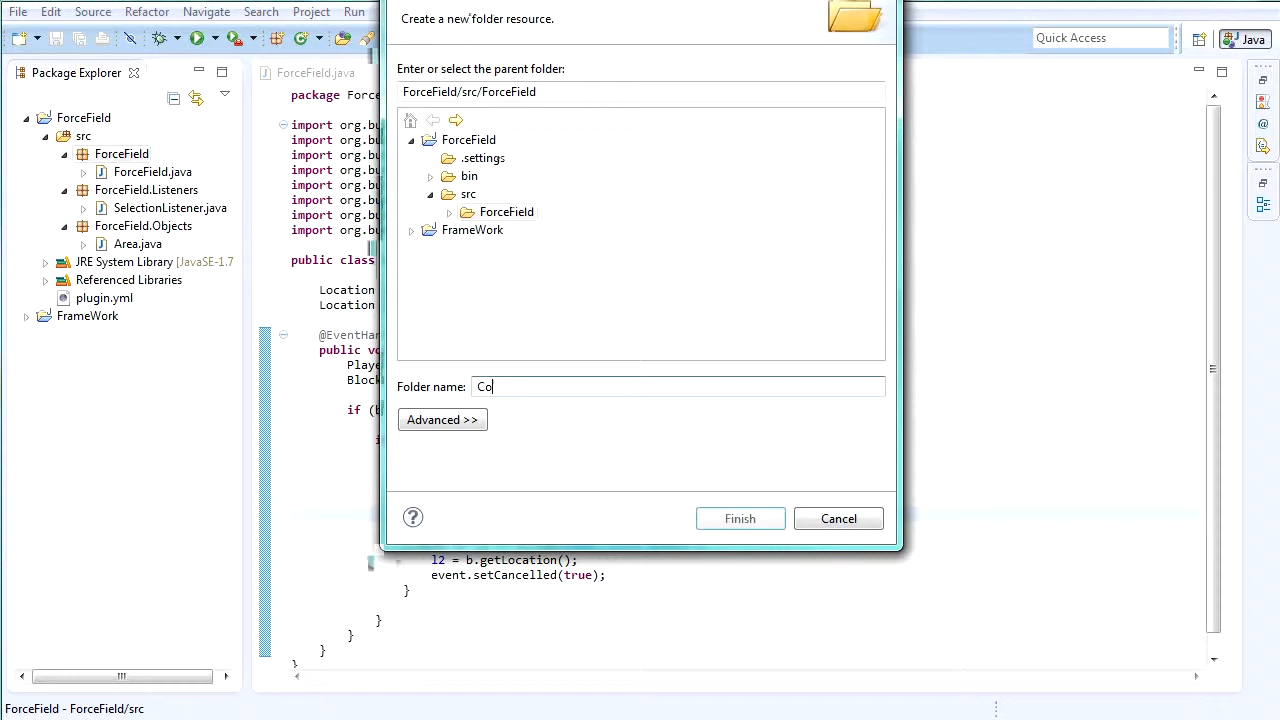 File Edit Source Refactor Navigate Search Project Run
Create a new folder resource.
Quick Access
Java
Package Explorer
ForceField.java
Enter or select the parent folder:
ForceField/src/ForceField
package Forc
ForceField
src
ForceField
ForceField.java
ForceField.Listeners
SelectionListener.java
ForceField.Objects
Area.java
JRE System Library [JavaSE-1.7
Referenced Libraries
plugin.yml
FrameWork
import org.bu
import org.bu
import org.bu
import org.bu
import org.bu
import org.bu
import org.bu
import org.bu
public class
Location
Location
@EventHan
public vo
Playe
Block
if (b
ForceField
.settings
bin
src
ForceField
FrameWork
Folder name: Co
Advanced >>
Finish
Cancel
l2 = b.getLocation();
event.setCancelled(true);
}
}
}
}
}
ForceField - ForceField/src